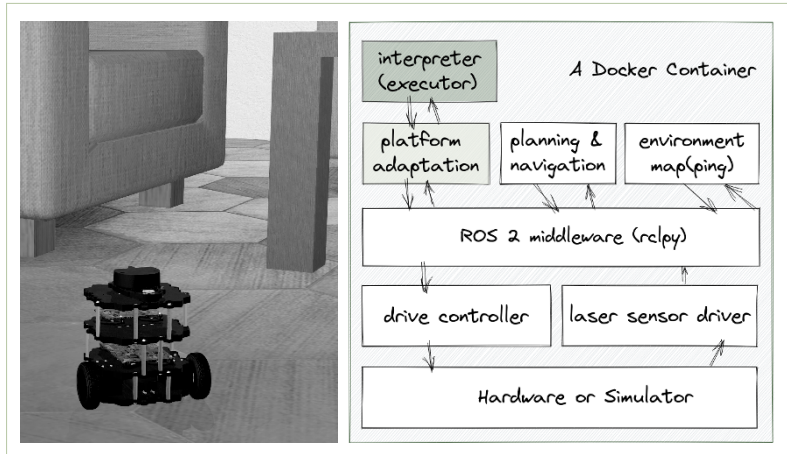 interpreter
(executor)
A Docker Container
platform
adaptation
planning &
navigation
environment
map(ping)
ROS 2 middleware (rclpy)
drive controller
laser sensor driver
Hardware or Simulator